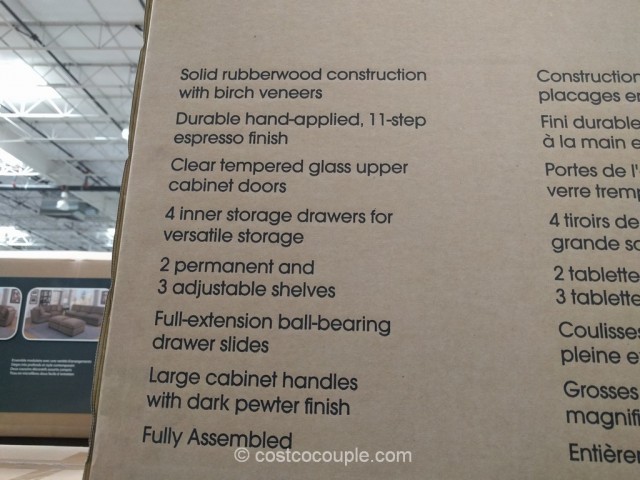 Solid rubberwood construction
with birch veneers
Durable hand-applied, 11-step
espresso finish
Clear tempered glass upper
cabinet doors
4 inner storage drawers for
versatile storage
2 permanent and
3 adjustable shelves
Full-extension ball-bearing
drawer slides
Large cabinet handles
with dark pewter finish
Fully Assembled
Construction
placages e
Fini durable
à la main e
Portes de l'
verre tremp
4 tiroirs de
grande s
2 tablette
3 tablette
Coulisses
pleine e
Grosses
magnifi
Entière
© costcocouple.com